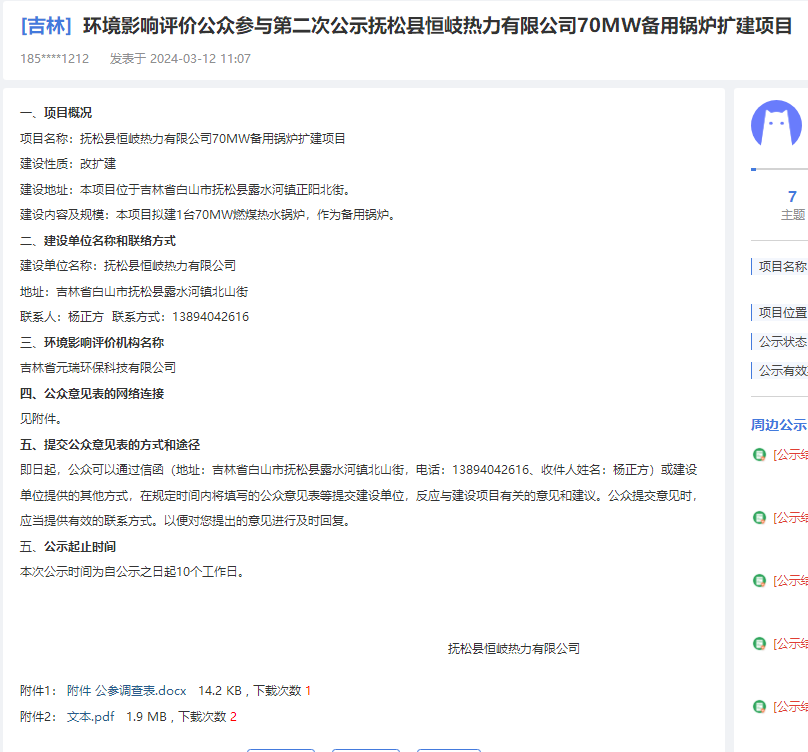 [吉林] 环境影响评价公众参与第二次公示抚松县恒岐热力有限公司70MW备用锅炉扩建项目
185****1212 发表于 2024-03-12 11:07
一、项目概况
项目名称：抚松县恒岐热力有限公司70MW备用锅炉扩建项目
建设性质：改扩建
建设地址：本项目位于吉林省白山市抚松县露水河镇正阳北街。
建设内容及规模：本项目拟建1台70MW燃煤热水锅炉，作为备用锅炉。
二、建设单位名称和联络方式
建设单位名称：抚松县恒岐热力有限公司
地址：吉林省白山市抚松县露水河镇北山街
联系人：杨正方 联系方式：13894042616
三、环境影响评价机构名称
吉林省元瑞环保科技有限公司
四、公众意见表的网络连接
见附件。
五、提交公众意见表的方式和途径
即日起，公众可以通过信函（地址：吉林省白山市抚松县露水河镇北山街，电话：13894042616、收件人姓名：杨正方）或建设
单位提供的其他方式，在规定时间内将填写的公众意见表等提交建设单位，反应与建设项目有关的意见和建议。公众提交意见时，
应当提供有效的联系方式。以便对您提出的意见进行及时回复。
五、公示起止时间
本次公示时间为自公示之日起10个工作日。
抚松县恒岐热力有限公司
附件1： 附件 公参调查表.docx 14.2 KB , 下载次数 1
附件2： 文本.pdf 1.9 MB , 下载次数 2
7
主题
项目名称
项目位置
公示状态
公示有效
周边公示
[公示结
[公示结
[公示结
[公示结
[公示结